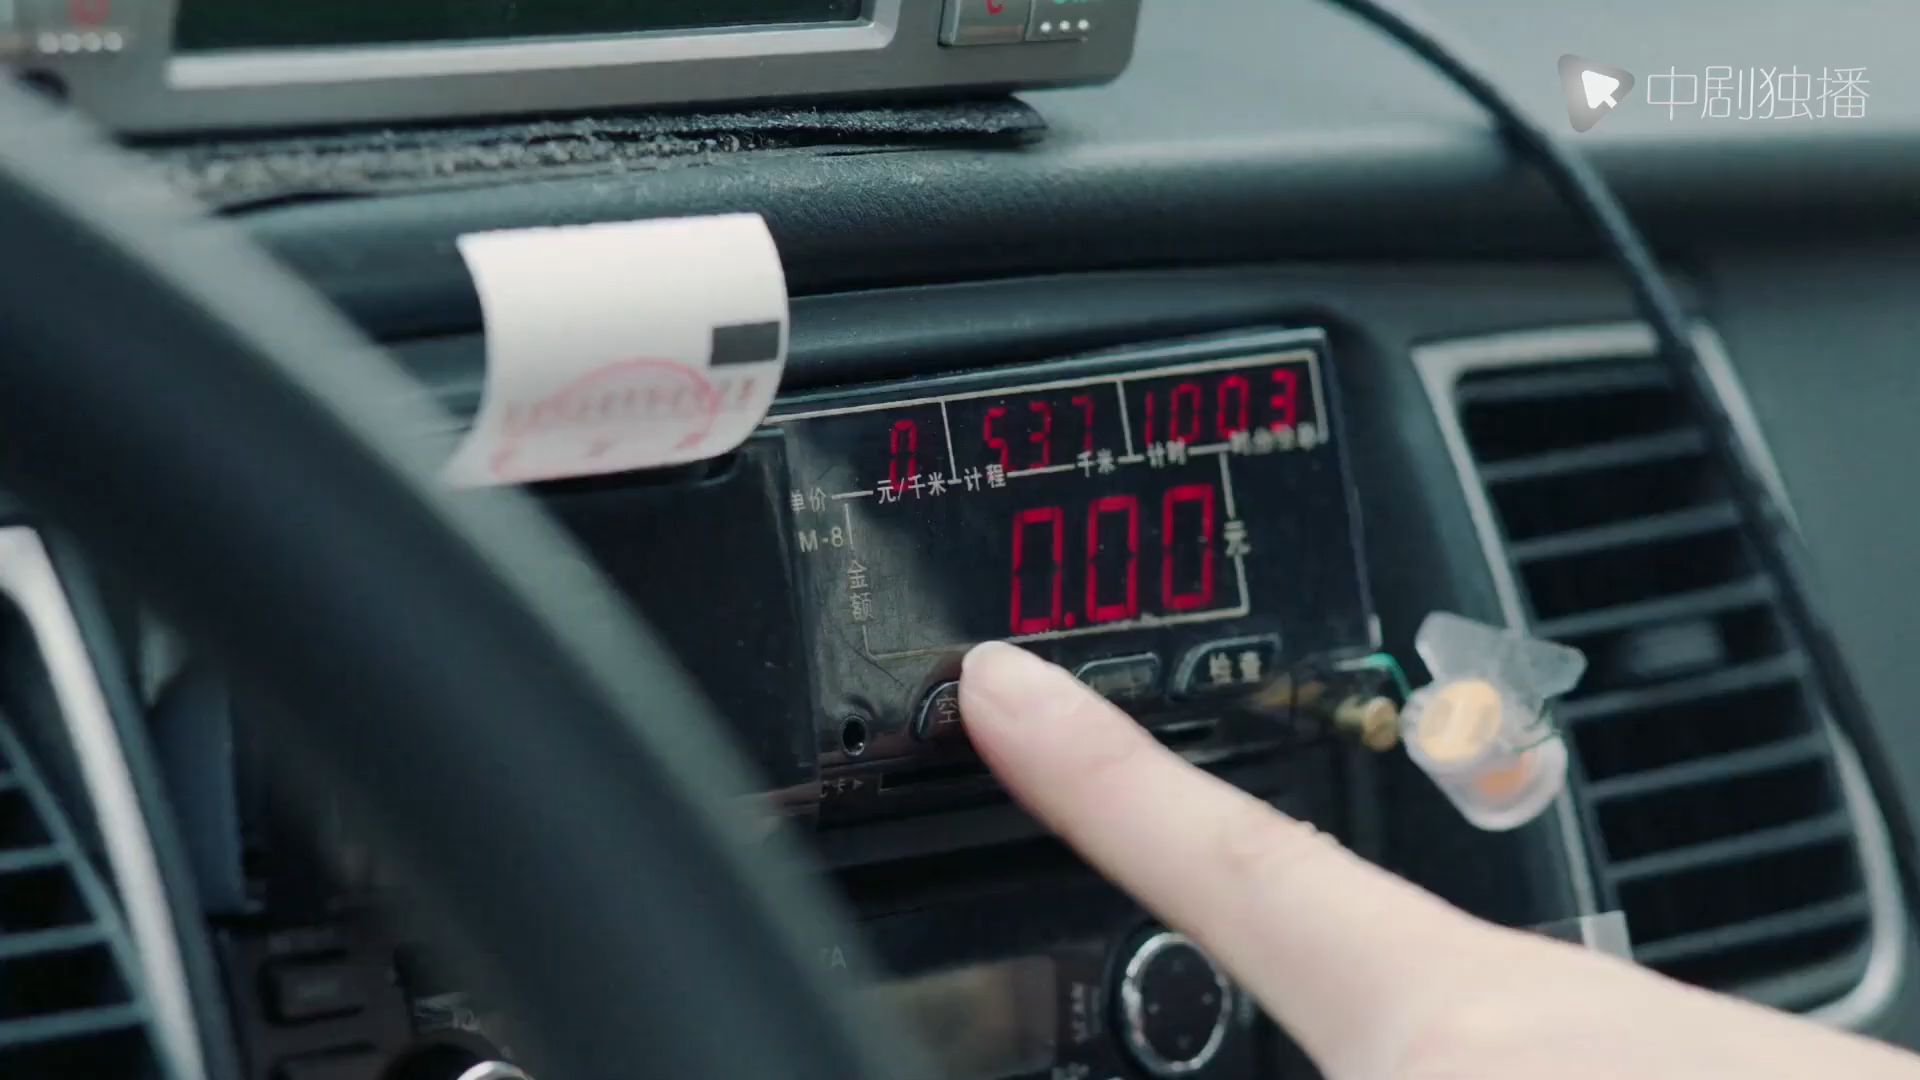 中剧独播
0 537 1003
单价 元/千米 计程 千米 计时
M-8
0.00 元
金额
空
检查